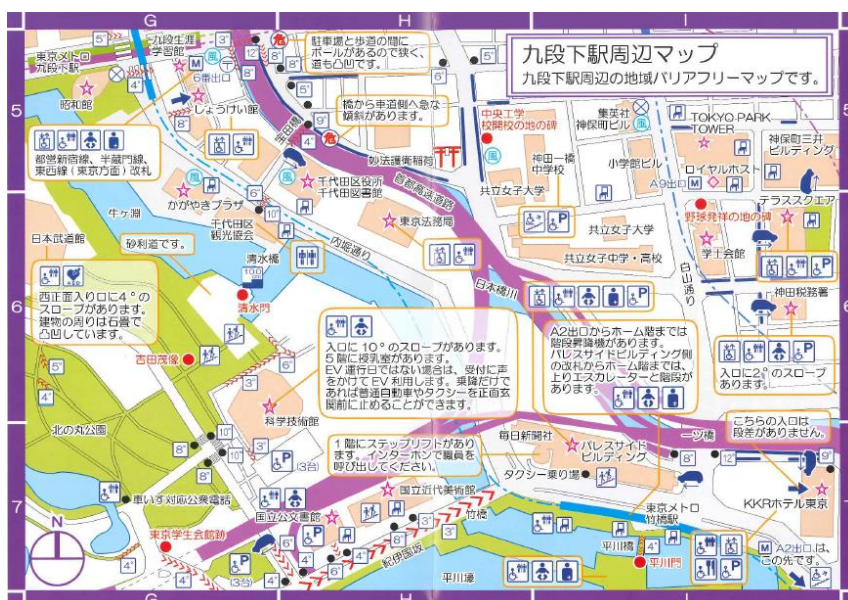 G
H
I
九段下駅周辺マップ
九段下駅周辺の地域バリアフリーマップです。
東京メトロ
九段下駅
九段生涯
学習館
6番出口
昭和館
しょうけい館
都営新宿線、半蔵門線、
東西線（東京方面）改札
駐車場と歩道の間に
ポールがあるので狭く、
道も凸凹です。
橋から車道側へ急な
傾斜があります。
危
危
宝田橋
妙法護衛稲荷
首都高速道路
中央工学
校開校の地の碑
集英社
神保町ビル
TOKYO PARK
TOWER
神保町三井
ビルディング
小学館ビル
神田一橋
中学校
共立女子大学
A9出口
ロイヤルホスト
テラススクエア
野球発祥の地の碑
学士会館
共立女子大学
共立女子中学・高校
白山通り
神田税務署
入口に2°のスロープ
あります。
かがやきプラザ
千代田区役所
千代田図書館
東京法務局
千代田区
観光協会
内堀通り
牛ヶ淵
清水橋
日本武道館
砂利道です。
清水門
西正面入り口に4°の
スロープがあります。
建物の周りは石畳で
凸凹しています。
吉田茂像
日本橋川
入口に10°のスロープがあります。
5階に授乳室があります。
EV運行日ではない場合は、受付に声
をかけてEV利用します。乗降だけで
あれば普通自動車やタクシーを正面玄
関前に止めることができます。
A2出口からホーム階までは
階段昇降機があります。
パレスサイドビルディング側
の改札からホーム階までは、
上りエスカレーターと階段が
あります。
科学技術館
こちらの入口は
段差がありません。
北の丸公園
1階にステップリフトがあり
ます。インターホンで職員を
呼び出してください。
毎日新聞社
パレスサイド
ビルディング
一ツ橋
タクシー乗り場
(3台)
車いす対応公衆電話
国立公文書館
国立近代美術館
竹橋
東京メトロ
竹橋駅
KKRホテル東京
東京学生会館跡
(3台)
紀伊国坂
平川濠
平川橋
平川門
A2出口は、
この先です。
N
5
6
7
5
6
7
G
H
I